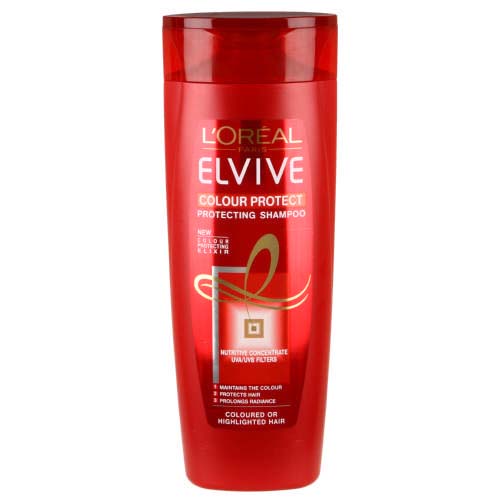 L'ORÉAL
PARIS
ELVIVE
COLOUR PROTECT
PROTECTING SHAMPOO
NEW
COLOUR
PROTECTING
ELIXIR
NUTRITIVE CONCENTRATE
UVA/UVB FILTERS
1 MAINTAINS THE COLOUR
2 PROTECTS HAIR
3 PROLONGS RADIANCE
COLOURED OR
HIGHLIGHTED HAIR